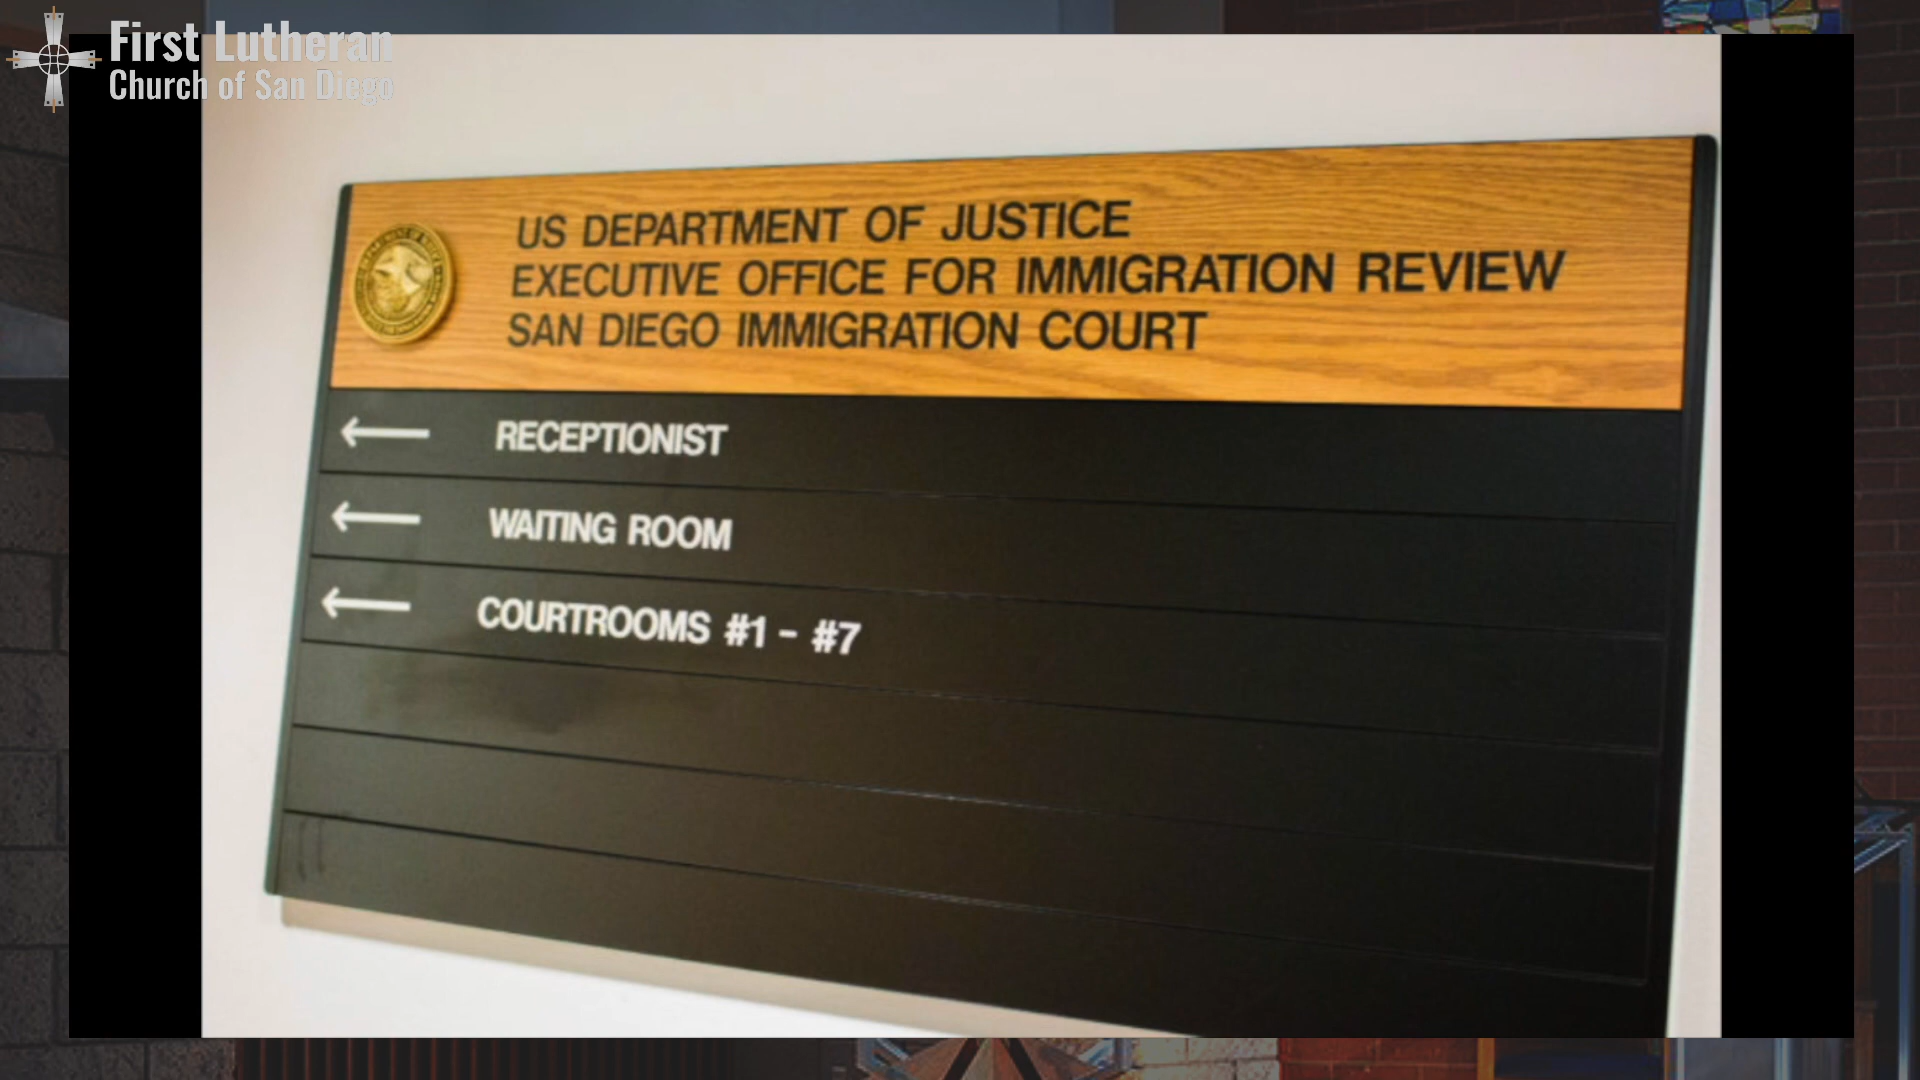 First Lutheran
Church of San Diego
US DEPARTMENT OF JUSTICE
EXECUTIVE OFFICE FOR IMMIGRATION REVIEW
SAN DIEGO IMMIGRATION COURT
← RECEPTIONIST
← WAITING ROOM
← COURTROOMS #1 - #7